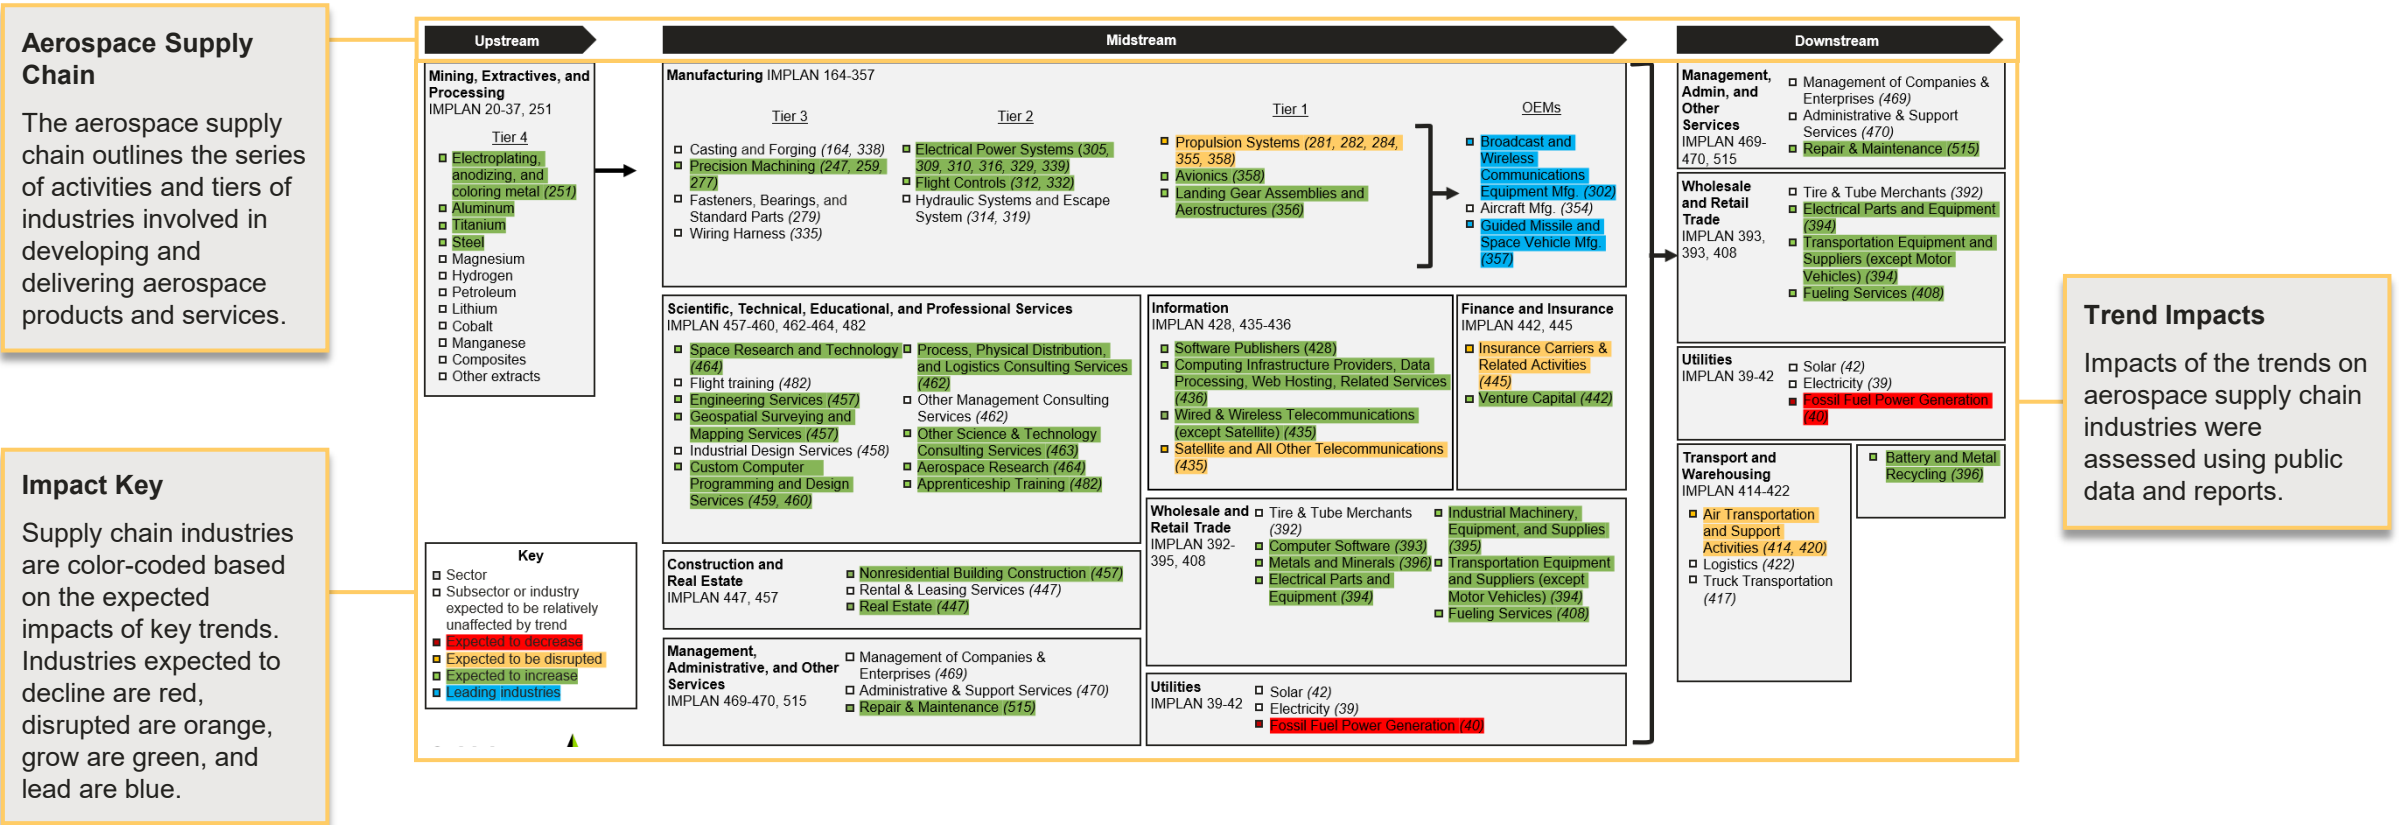 Aerospace Supply
Chain
The aerospace supply
chain outlines the series
of activities and tiers of
industries involved in
developing and
delivering aerospace
products and services.
Impact Key
Supply chain industries
are color-coded based
on the expected
impacts of key trends.
Industries expected to
decline are red,
disrupted are orange,
grow are green, and
lead are blue.
Upstream
Mining, Extractives, and
Processing
IMPLAN 20-37, 251
Tier 4
Electroplating,
anodizing, and
coloring metal (251)
Aluminum
Titanium
Steel
Magnesium
Hydrogen
Petroleum
Lithium
Cobalt
Manganese
Composites
Other extracts
Key
Sector
Subsector or industry
expected to be relatively
unaffected by trend
Expected to decrease
Expected to be disrupted
Expected to increase
Leading industries
Midstream
Manufacturing IMPLAN 164-357
Tier 3
Casting and Forging (164, 338)
Precision Machining (247, 259,
277)
Fasteners, Bearings, and
Standard Parts (279)
Wiring Harness (335)
Tier 2
Electrical Power Systems (305,
309, 310, 316, 329, 339)
Flight Controls (312, 332)
Hydraulic Systems and Escape
System (314, 319)
Tier 1
Propulsion Systems (281, 282, 284,
355, 358)
Avionics (358)
Landing Gear Assemblies and
Aerostructures (356)
OEMs
Broadcast and
Wireless
Communications
Equipment Mfg. (302)
Aircraft Mfg. (354)
Guided Missile and
Space Vehicle Mfg.
(357)
Scientific, Technical, Educational, and Professional Services
IMPLAN 457-460, 462-464, 482
Space Research and Technology
(464)
Flight training (482)
Engineering Services (457)
Geospatial Surveying and
Mapping Services (457)
Industrial Design Services (458)
Custom Computer
Programming and Design
Services (459, 460)
Process, Physical Distribution,
and Logistics Consulting Services
(462)
Other Management Consulting
Services (462)
Other Science & Technology
Consulting Services (463)
Aerospace Research (464)
Apprenticeship Training (482)
Information
IMPLAN 428, 435-436
Software Publishers (428)
Computing Infrastructure Providers, Data
Processing, Web Hosting, Related Services
(436)
Wired & Wireless Telecommunications
(except Satellite) (435)
Satellite and All Other Telecommunications
(435)
Finance and Insurance
IMPLAN 442, 445
Insurance Carriers &
Related Activities
(445)
Venture Capital (442)
Construction and
Real Estate
IMPLAN 447, 457
Nonresidential Building Construction (457)
Rental & Leasing Services (447)
Real Estate (447)
Management,
Administrative, and Other
Services
IMPLAN 469-470, 515
Management of Companies &
Enterprises (469)
Administrative & Support Services (470)
Repair & Maintenance (515)
Wholesale and
Retail Trade
IMPLAN 392-
395, 408
Tire & Tube Merchants
(392)
Computer Software (393)
Metals and Minerals (396)
Electrical Parts and
Equipment (394)
Industrial Machinery,
Equipment, and Supplies
(395)
Transportation Equipment
and Suppliers (except
Motor Vehicles) (394)
Fueling Services (408)
Utilities
IMPLAN 39-42
Solar (42)
Electricity (39)
Fossil Fuel Power Generation (40)
Downstream
Management,
Admin, and
Other
Services
IMPLAN 469-
470, 515
Management of Companies &
Enterprises (469)
Administrative & Support
Services (470)
Repair & Maintenance (515)
Wholesale
and Retail
Trade
IMPLAN 393,
393, 408
Tire & Tube Merchants (392)
Electrical Parts and Equipment
(394)
Transportation Equipment and
Suppliers (except Motor
Vehicles) (394)
Fueling Services (408)
Utilities
IMPLAN 39-42
Solar (42)
Electricity (39)
Fossil Fuel Power Generation
(40)
Transport and
Warehousing
IMPLAN 414-422
Air Transportation
and Support
Activities (414, 420)
Logistics (422)
Truck Transportation
(417)
Battery and Metal
Recycling (396)
Trend Impacts
Impacts of the trends on
aerospace supply chain
industries were
assessed using public
data and reports.